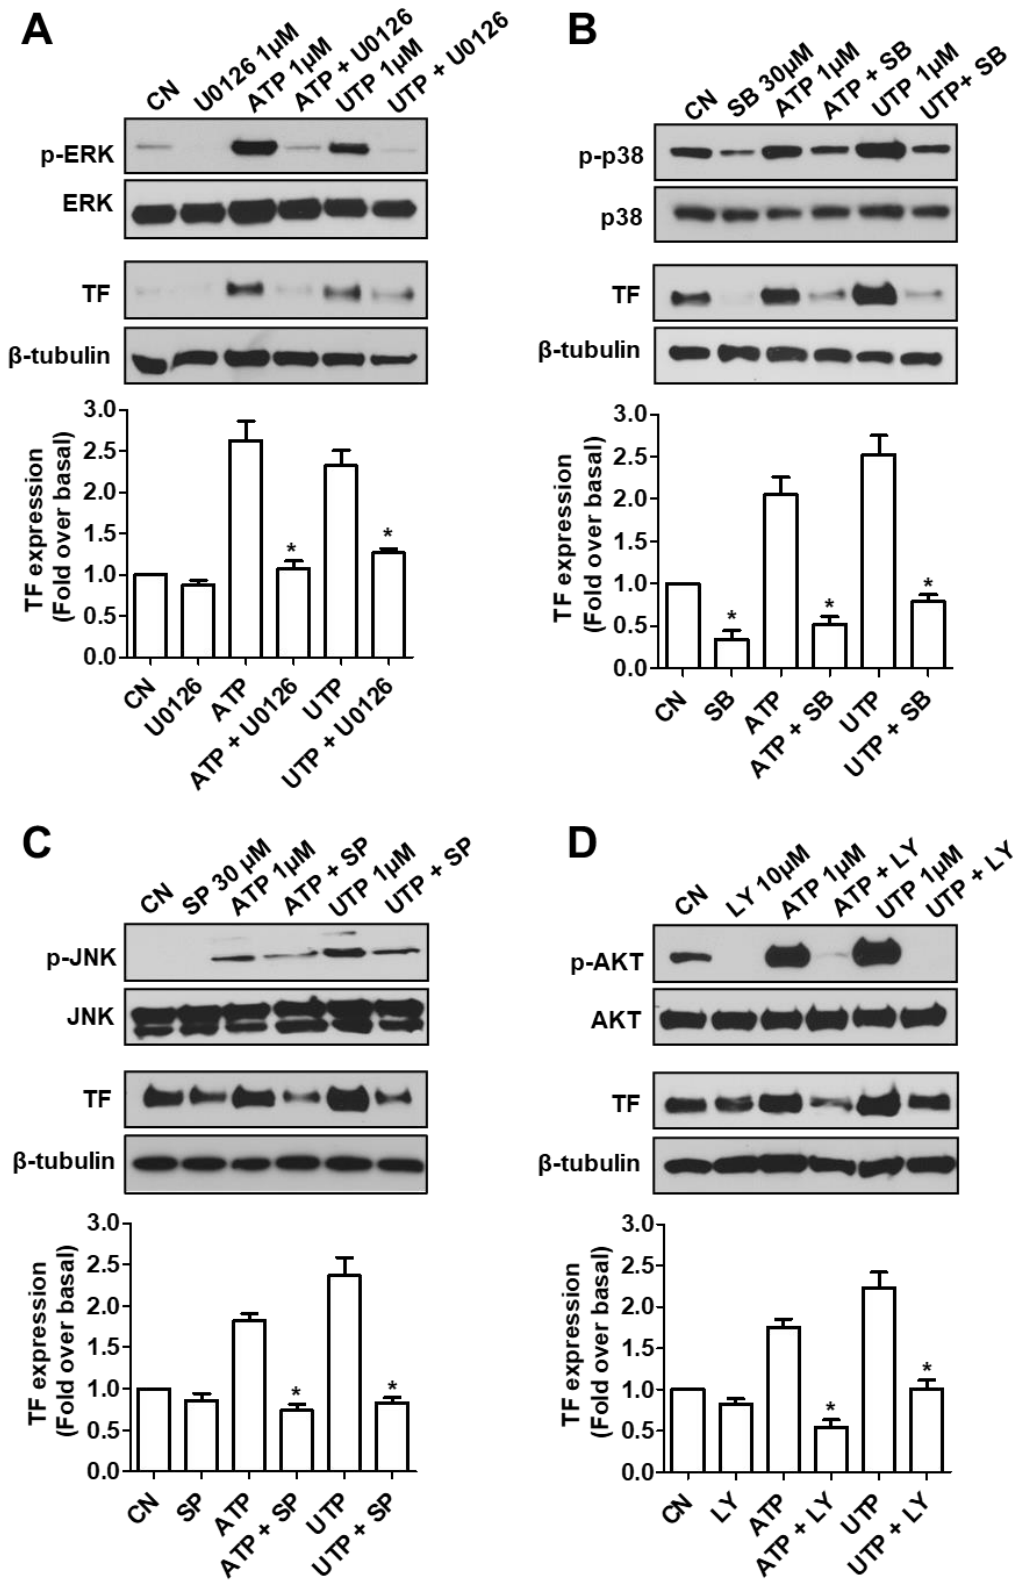 A
CN
U0126 1µM
ATP 1µM
ATP + U0126
UTP 1µM
UTP + U0126
p-ERK
ERK
TF
β-tubulin
TF expression
(Fold over basal)
3.0
2.5
2.0
1.5
1.0
0.5
0.0
*
*
CN
U0126
ATP
ATP + U0126
UTP
UTP + U0126
B
CN
SB 30µM
ATP 1µM
ATP + SB
UTP 1µM
UTP+ SB
p-p38
p38
TF
β-tubulin
TF expression
(Fold over basal)
3.0
2.5
2.0
1.5
1.0
0.5
0.0
*
*
*
CN
SB
ATP
ATP + SB
UTP
UTP + SB
C
CN
SP 30 µM
ATP 1µM
ATP + SP
UTP 1µM
UTP + SP
p-JNK
JNK
TF
β-tubulin
TF expression
(Fold over basal)
3.0
2.5
2.0
1.5
1.0
0.5
0.0
*
*
CN
SP
ATP
ATP + SP
UTP
UTP + SP
D
CN
LY 10µM
ATP 1µM
ATP + LY
UTP 1µM
UTP + LY
p-AKT
AKT
TF
β-tubulin
TF expression
(Fold over basal)
3.0
2.5
2.0
1.5
1.0
0.5
0.0
*
*
CN
LY
ATP
ATP + LY
UTP
UTP + LY